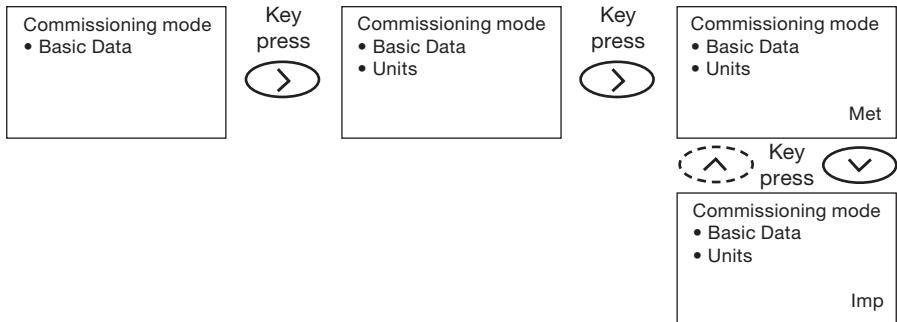 Commissioning mode
• Basic Data
Key
press
Commissioning mode
• Basic Data
• Units
Key
press
Commissioning mode
• Basic Data
• Units
Met
Key
press
Commissioning mode
• Basic Data
• Units
Imp